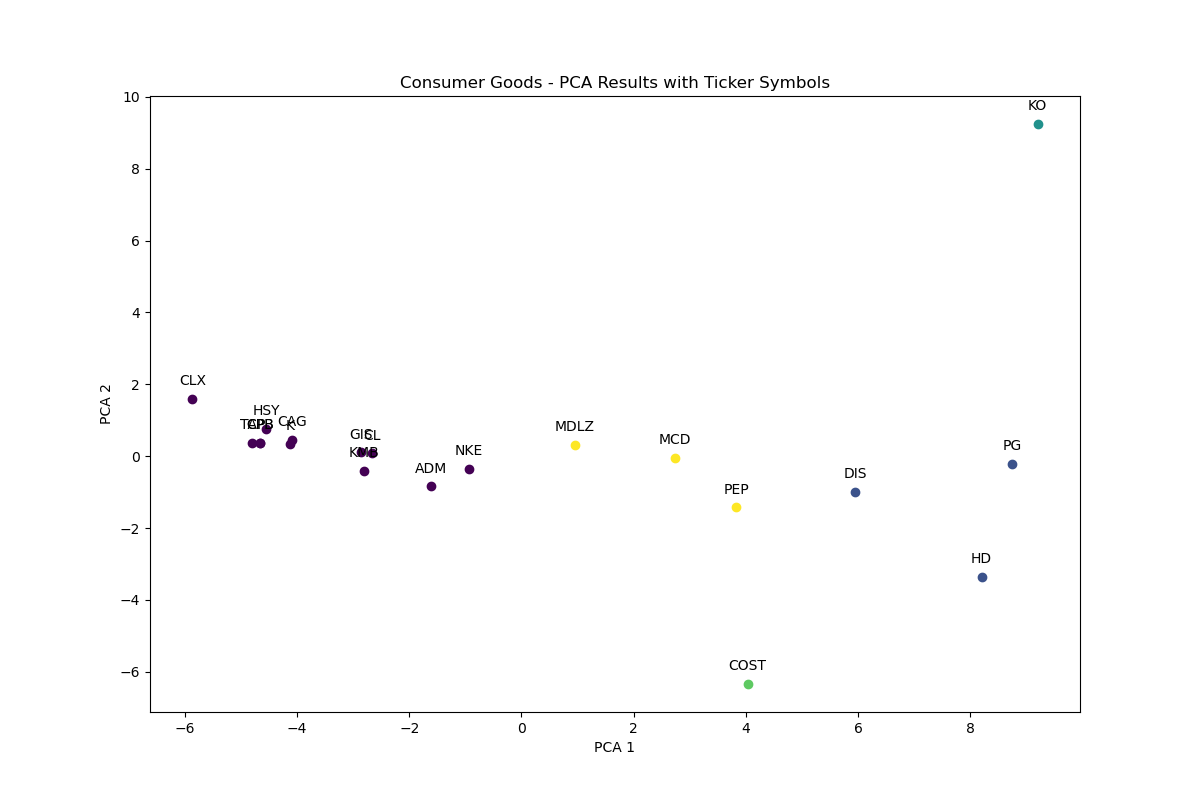 Consumer Goods - PCA Results with Ticker Symbols
10
8
6
4
2
0
−2
−4
−6
PCA 2
KO
CLX
HSY
CAG
K
CPB
GIS
CL
KMB
ADM
NKE
MDLZ
MCD
PEP
DIS
PG
HD
COST
−6
−4
−2
0
2
4
6
8
PCA 1